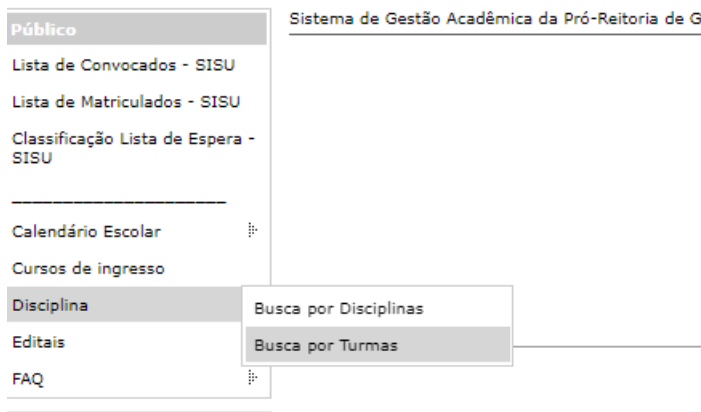 Público
Sistema de Gestão Acadêmica da Pró-Reitoria de G
Lista de Convocados - SISU
Lista de Matriculados - SISU
Classificação Lista de Espera -
SISU
Calendário Escolar
Cursos de ingresso
Disciplina
Busca por Disciplinas
Editais
Busca por Turmas
FAQ